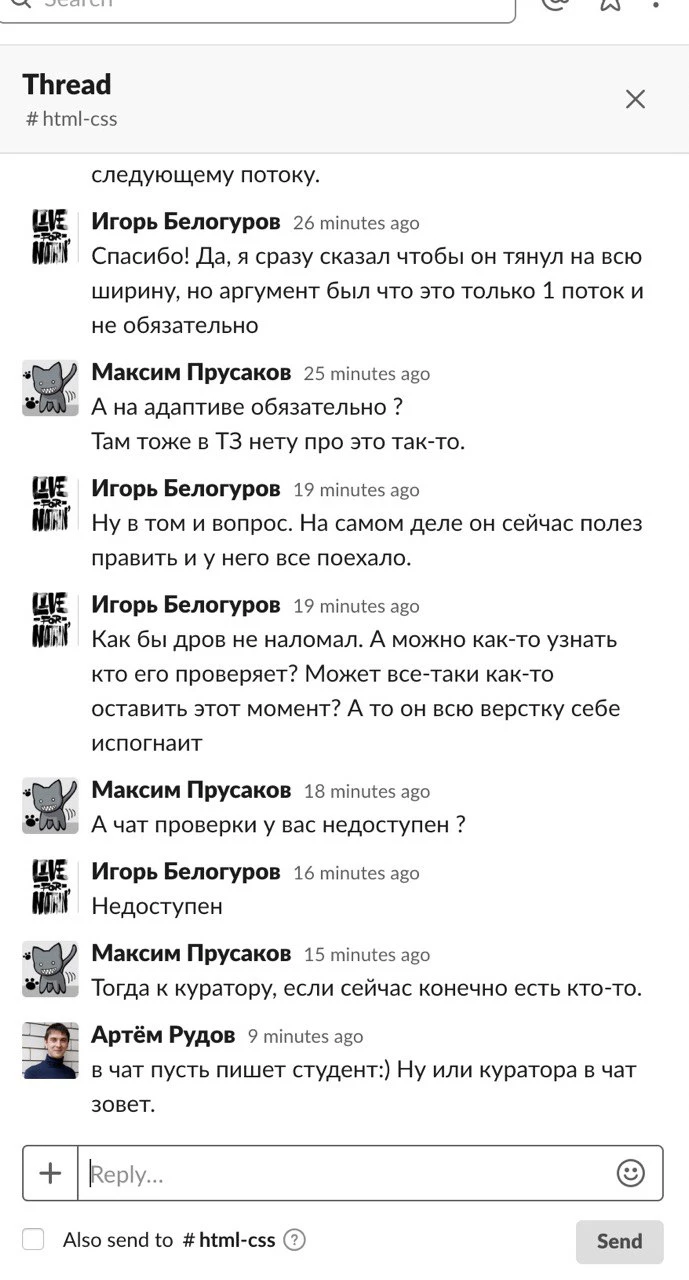 Search
Thread
# html-css
следующему потоку.
Игорь Белогуров 26 minutes ago
Спасибо! Да, я сразу сказал чтобы он тянул на всю
ширину, но аргумент был что это только 1 поток и
не обязательно
Максим Прусаков 25 minutes ago
А на адаптиве обязательно ?
Там тоже в ТЗ нету про это так-то.
Игорь Белогуров 19 minutes ago
Ну в том и вопрос. На самом деле он сейчас полез
править и у него все поехало.
Игорь Белогуров 19 minutes ago
Как бы дров не наломал. А можно как-то узнать
кто его проверяет? Может все-таки как-то
оставить этот момент? А то он всю верстку себе
испогнаит
Максим Прусаков 18 minutes ago
А чат проверки у вас недоступен ?
Игорь Белогуров 16 minutes ago
Недоступен
Максим Прусаков 15 minutes ago
Тогда к куратору, если сейчас конечно есть кто-то.
Артём Рудов 9 minutes ago
в чат пусть пишет студент:) Ну или куратора в чат
зовет.
Reply...
Also send to # html-css ?
Send